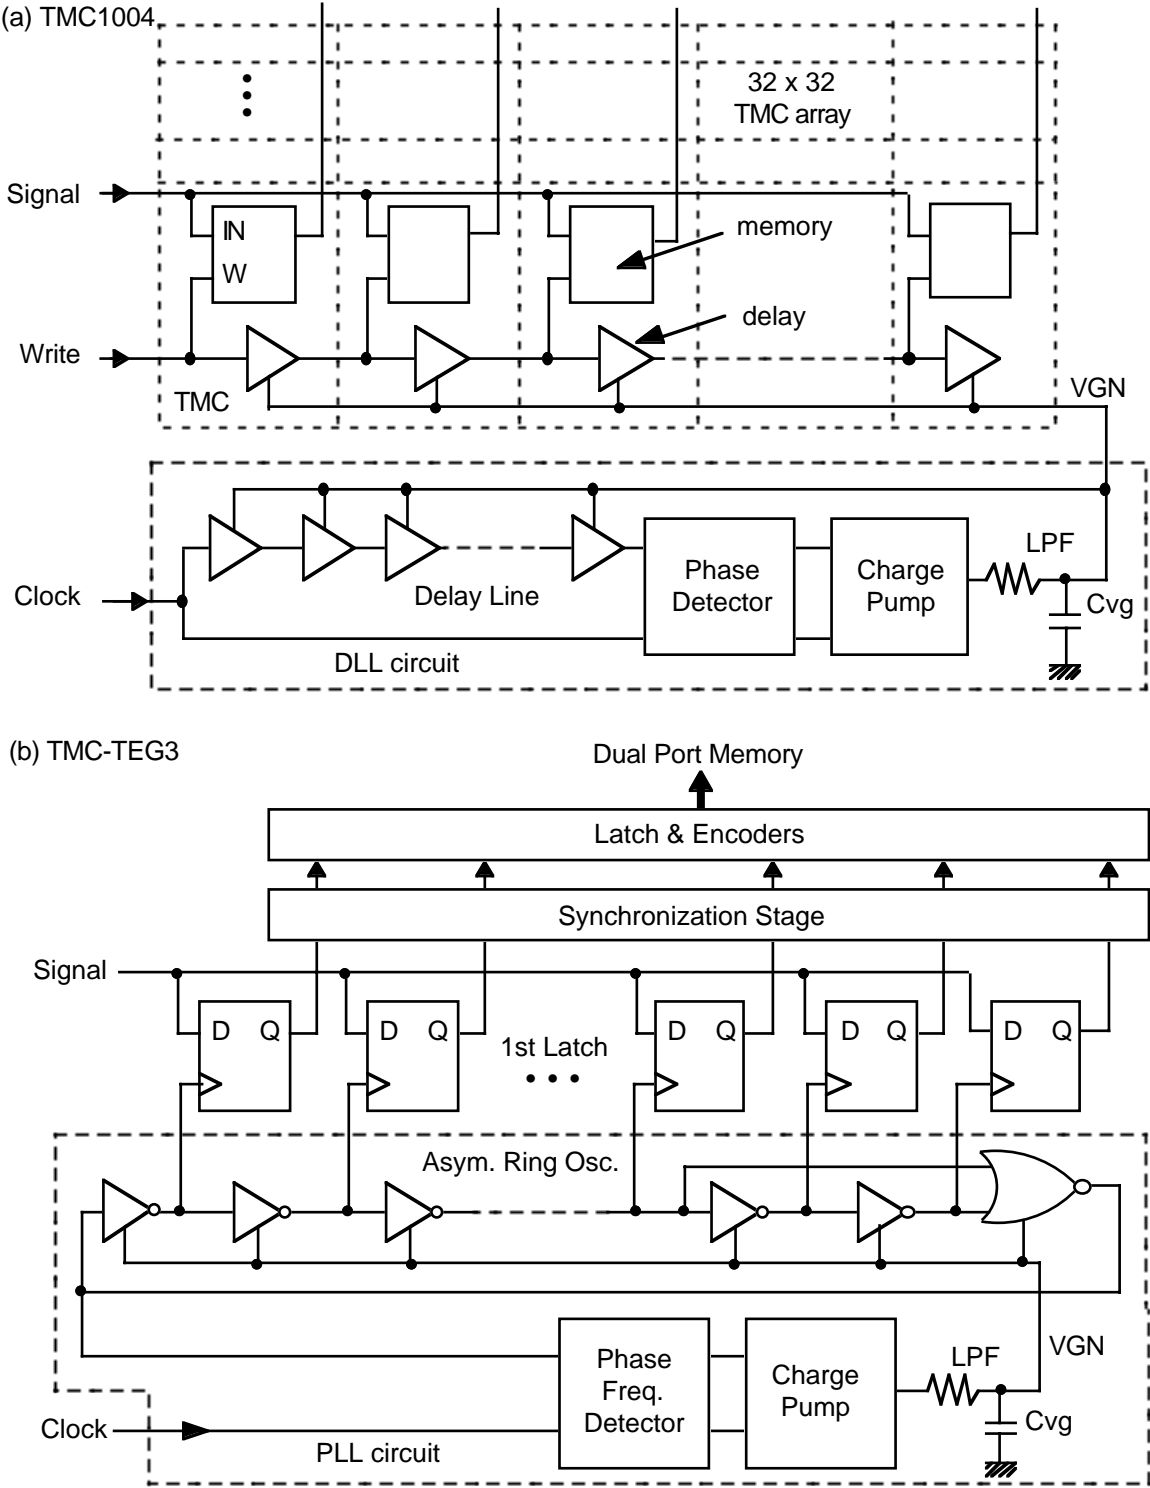 (a) TMC1004
32 x 32
TMC array
Signal
IN
W
memory
delay
Write
TMC
VGN
LPF
Phase
Detector
Charge
Pump
Clock
Delay Line
Cvg
DLL circuit
(b) TMC-TEG3
Dual Port Memory
Latch & Encoders
Synchronization Stage
Signal
D Q
D Q
D Q
D Q
D Q
1st Latch
Asym. Ring Osc.
VGN
LPF
Phase
Freq.
Detector
Charge
Pump
Cvg
Clock
PLL circuit